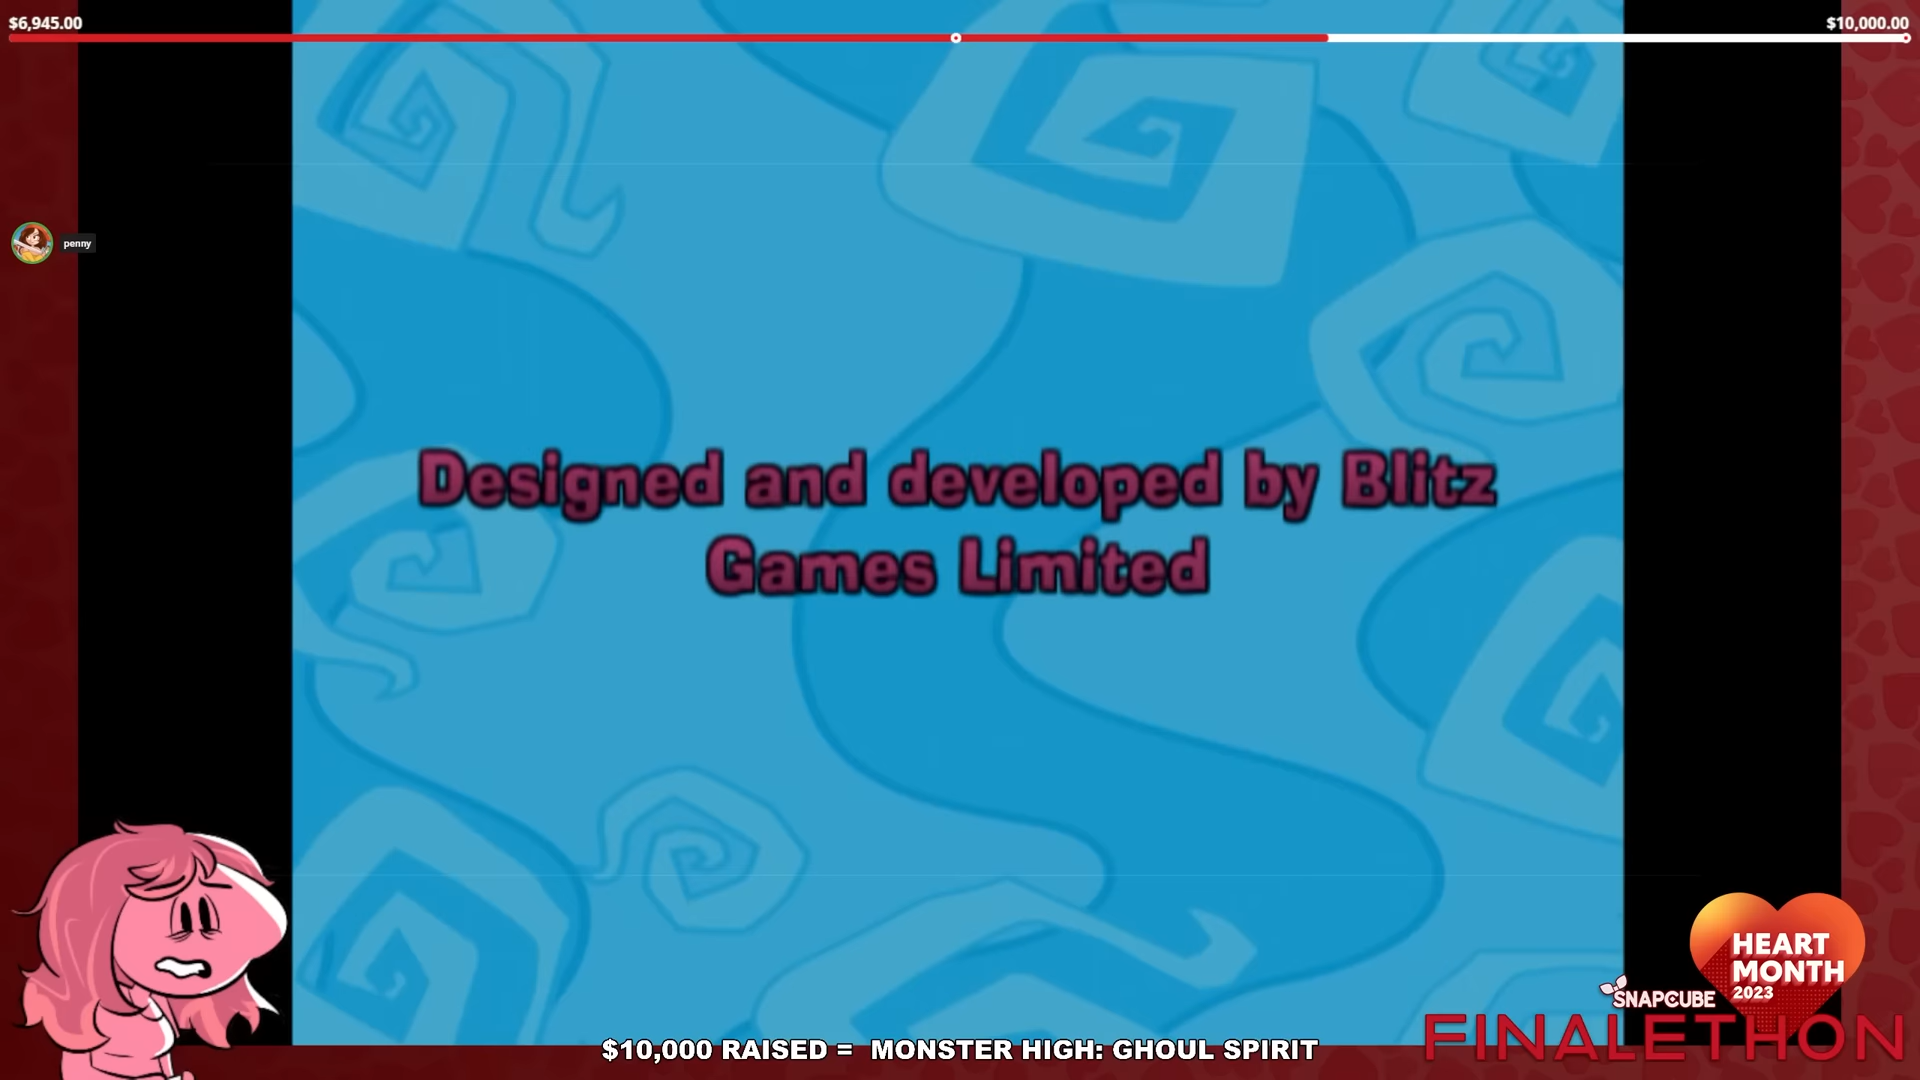 $6,945.00
$10,000.00
penny
Designed and developed by Blitz
Games Limited
HEART
MONTH
2023
SNAPCUBE
FINALETHON
$10,000 RAISED = MONSTER HIGH: GHOUL SPIRIT